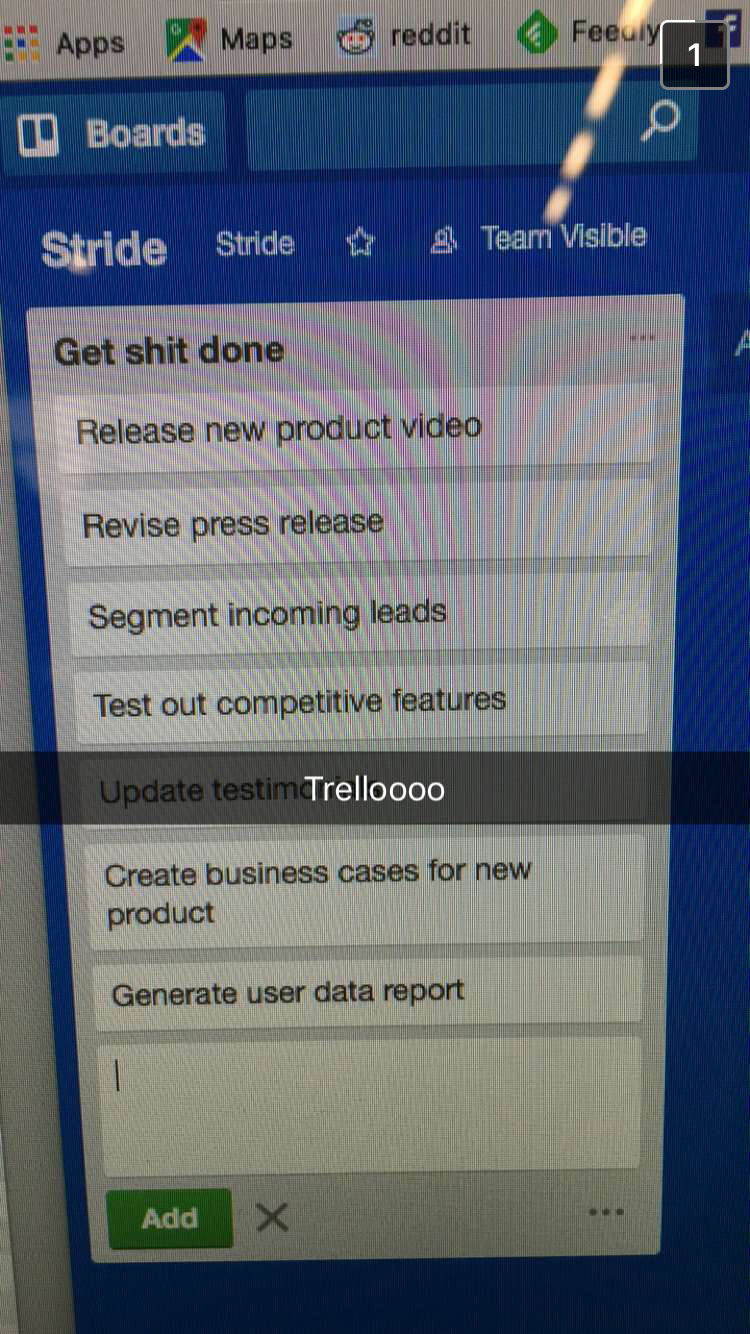 Apps Maps reddit Feedly
1
Boards
Stride Stride Team Visible
Get shit done
Release new product video
Revise press release
Segment incoming leads
Test out competitive features
Update
Trelloooo
Create business cases for new
product
Generate user data report
Add